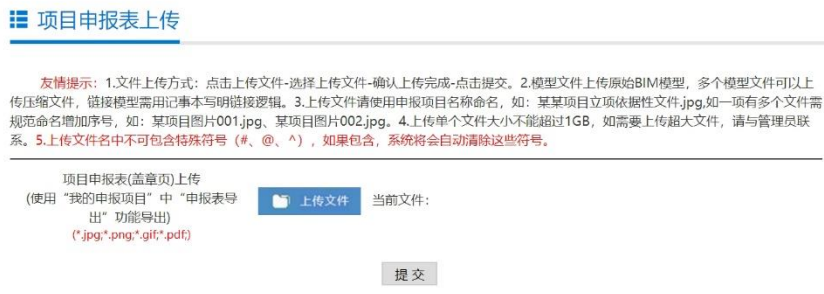 项目申报表上传
友情提示：1.文件上传方式：点击上传文件-选择上传文件-确认上传完成-点击提交。2.模型文件上传原始BIM模型，多个模型文件可以上
传压缩文件，链接模型需用记事本写明链接逻辑。3.上传文件请使用申报项目名称命名，如：某某项目立项依据性文件.jpg,如一项有多个文件需
规范命名增加序号，如：某项目图片001.jpg、某项目图片002.jpg。4.上传单个文件大小不能超过1GB，如需要上传超大文件，请与管理员联
系。5.上传文件名中不可包含特殊符号（#、@、^），如果包含，系统将会自动清除这些符号。
项目申报表(盖章页)上传
(使用“我的申报项目”中“申报表导
出”功能导出)
(*.jpg;*.png;*.gif;*.pdf;)
上传文件
当前文件：
提交